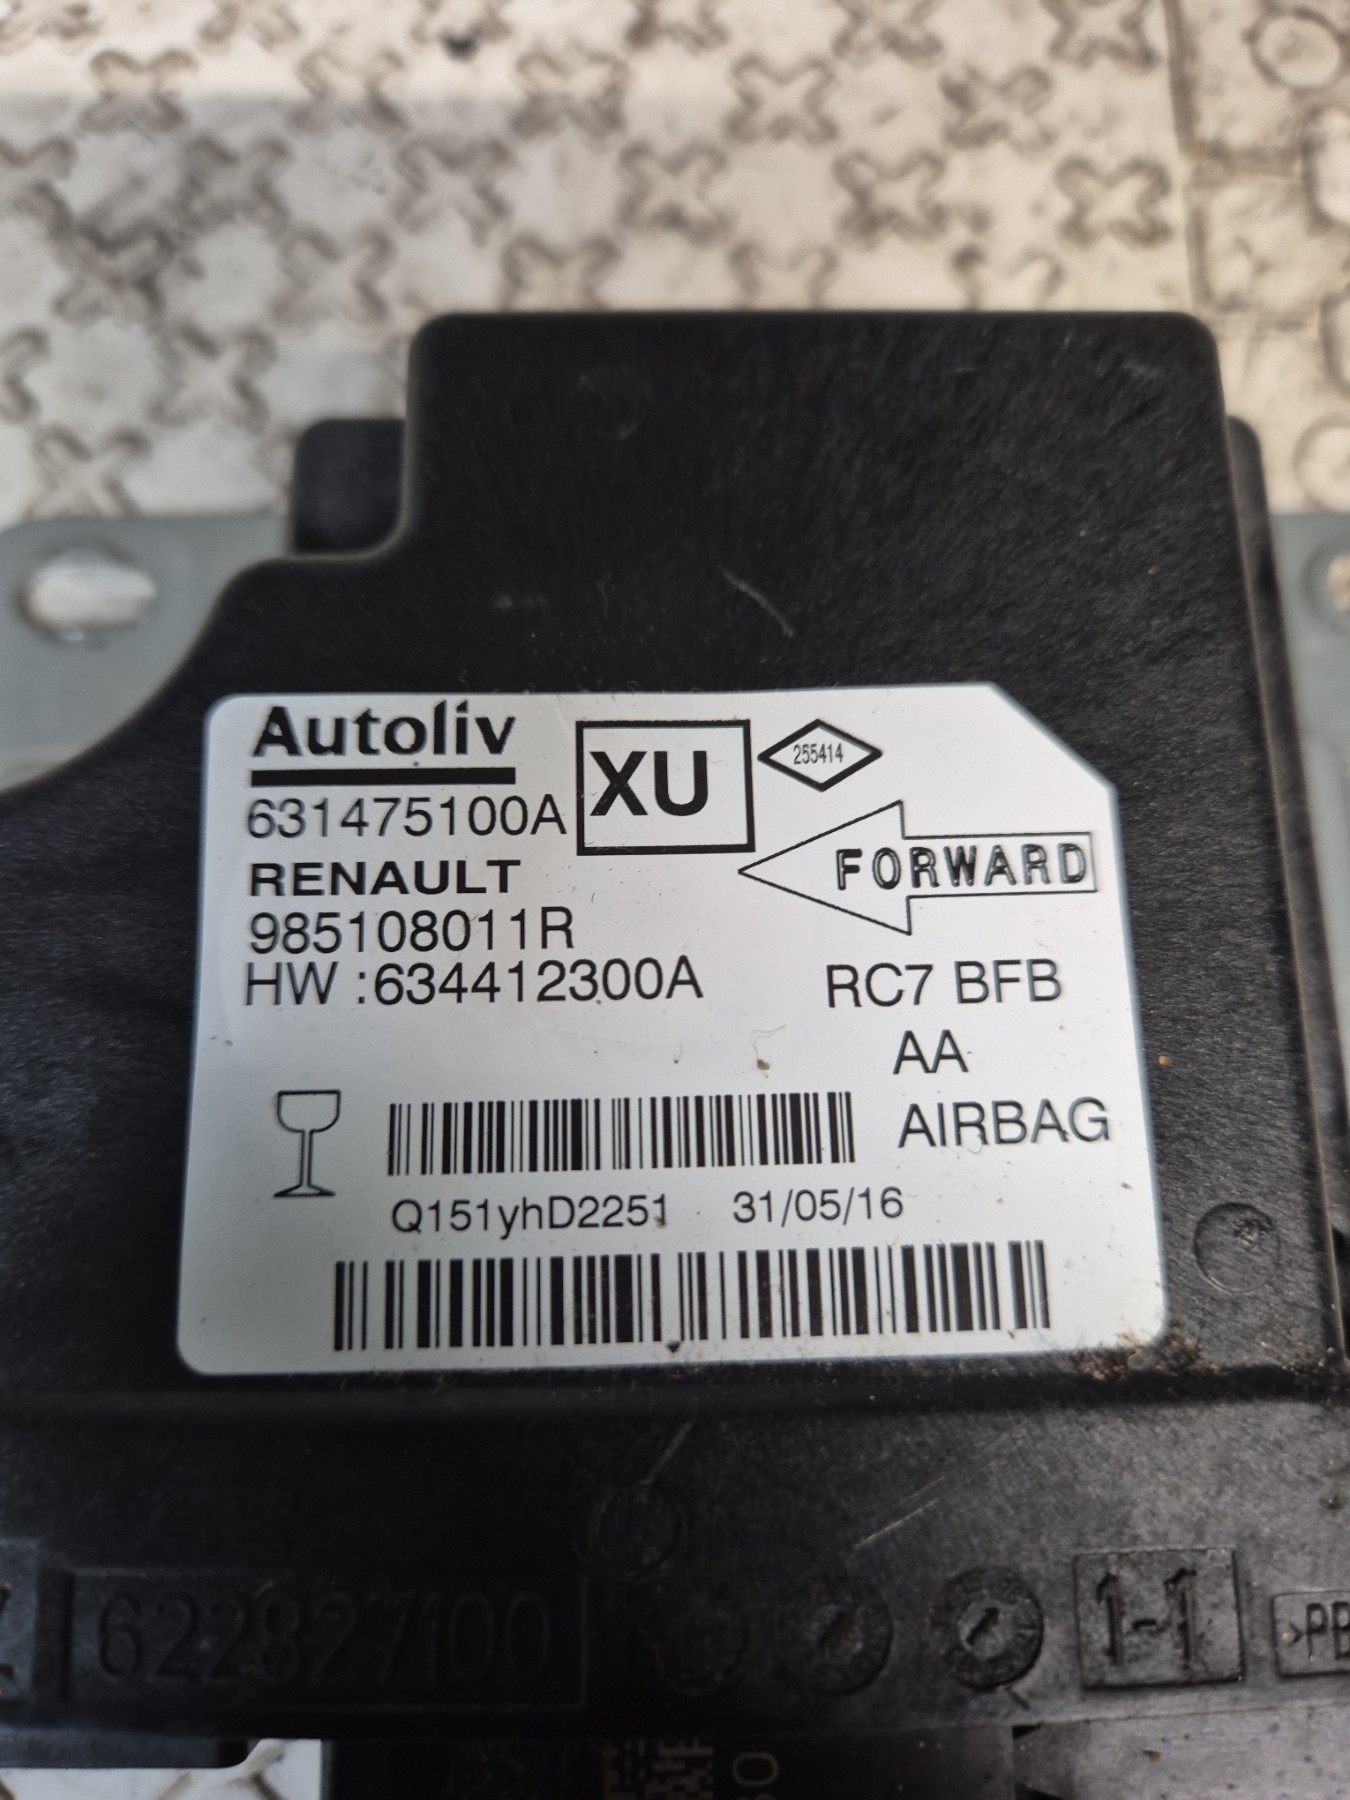 Autoliv
XU
255414
631475100A
FORWARD
RENAULT
985108011R
HW :634412300A
RC7 BFB
AA
AIRBAG
Q151yhD2251 31/05/16
622827100
1-1
>PB